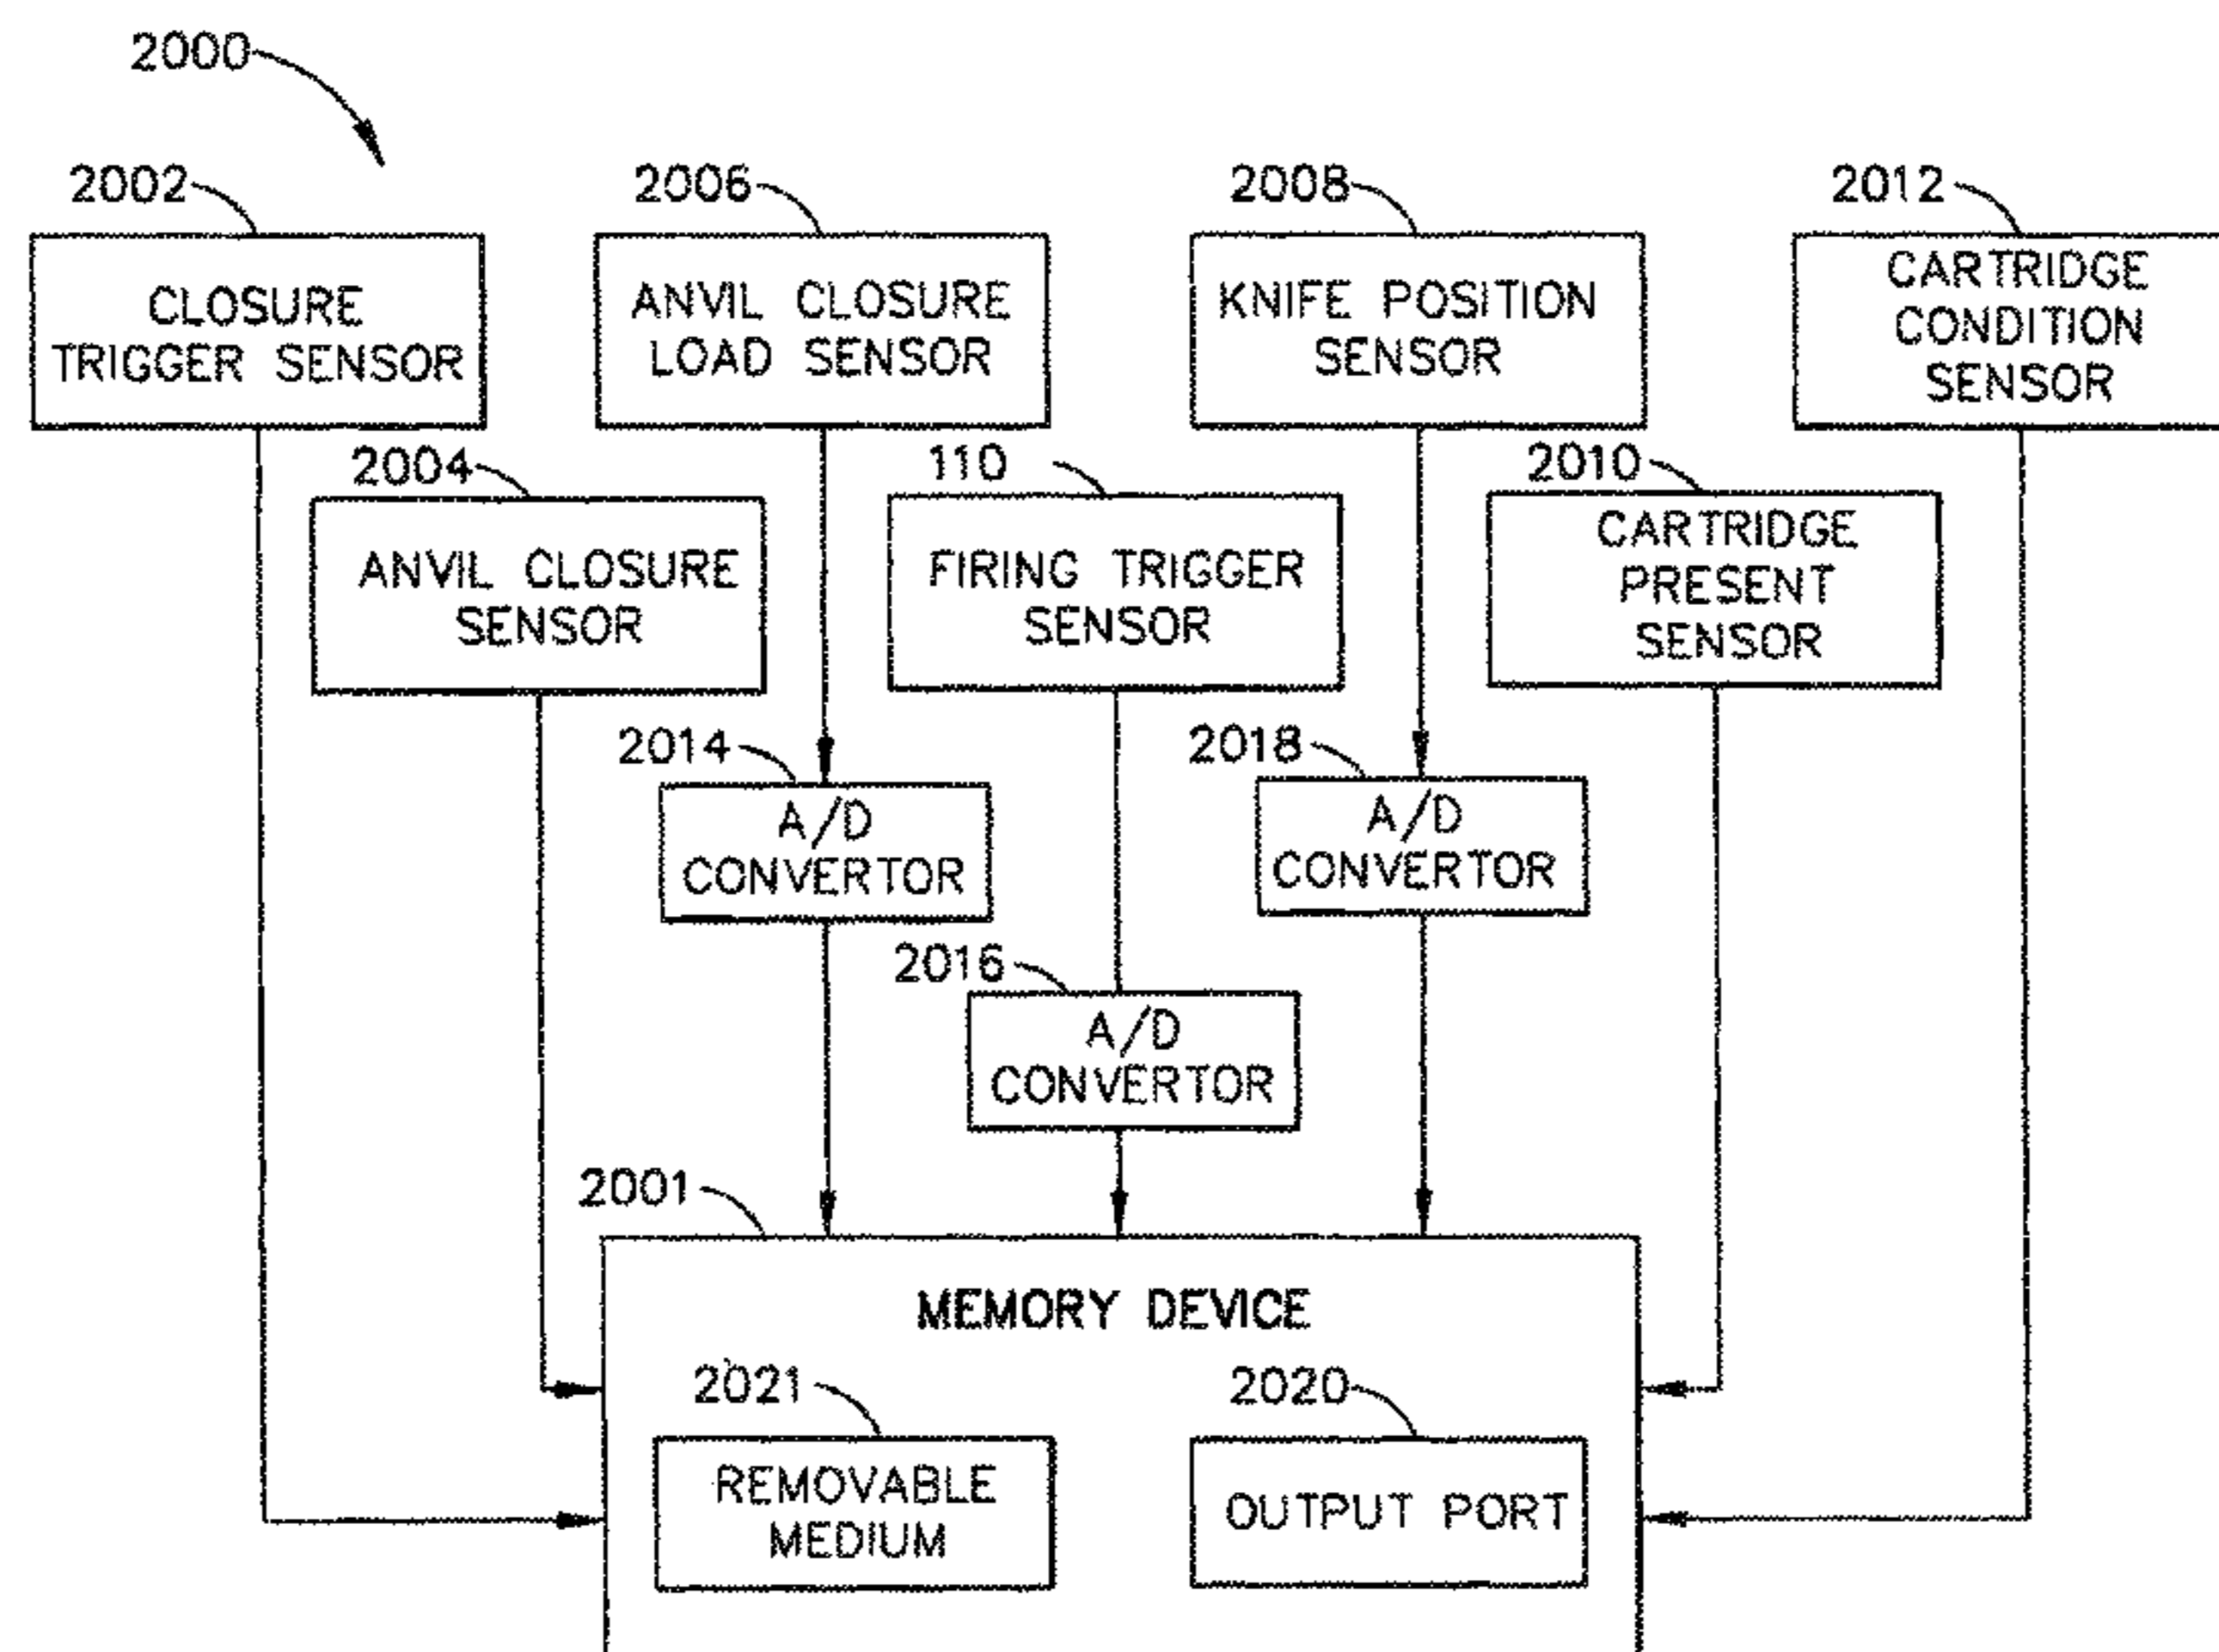 2000
2002
2006
2008
2012
CLOSURE
TRIGGER SENSOR
ANVIL CLOSURE
LOAD SENSOR
KNIFE POSITION
SENSOR
CARTRIDGE
CONDITION
SENSOR
2004
110
2010
ANVIL CLOSURE
SENSOR
FIRING TRIGGER
SENSOR
CARTRIDGE
PRESENT
SENSOR
2014
2018
A/D
CONVERTOR
A/D
CONVERTOR
2016
A/D
CONVERTOR
2001
MEMORY DEVICE
2021
2020
REMOVABLE
MEDIUM
OUTPUT PORT